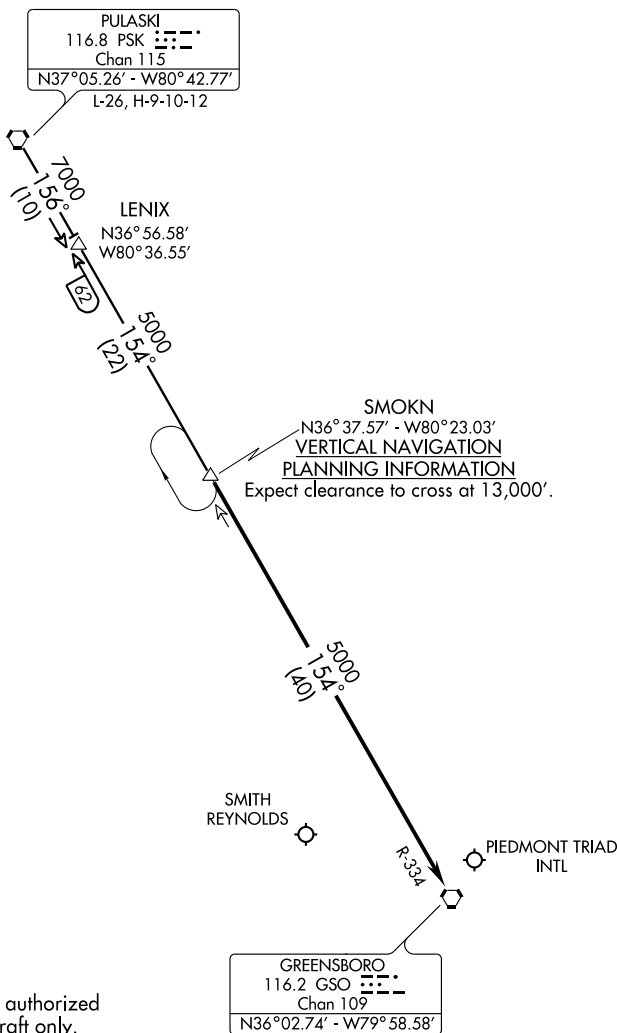 PULASKI
116.8 PSK
Chan 115
N37°05.26' - W80°42.77'
L-26, H-9-10-12
7000
156°
(10)
LENIX
N36°56.58'
W80°36.55'
62
5000
154°
(22)
SMOKN
N36°37.57' - W80°23.03'
VERTICAL NAVIGATION
PLANNING INFORMATION
Expect clearance to cross at 13,000'.
5000
154°
(40)
SMITH
REYNOLDS
R-334
PIEDMONT TRIAD
INTL
GREENSBORO
116.2 GSO
Chan 109
N36°02.74' - W79°58.58'
authorized
raft only.